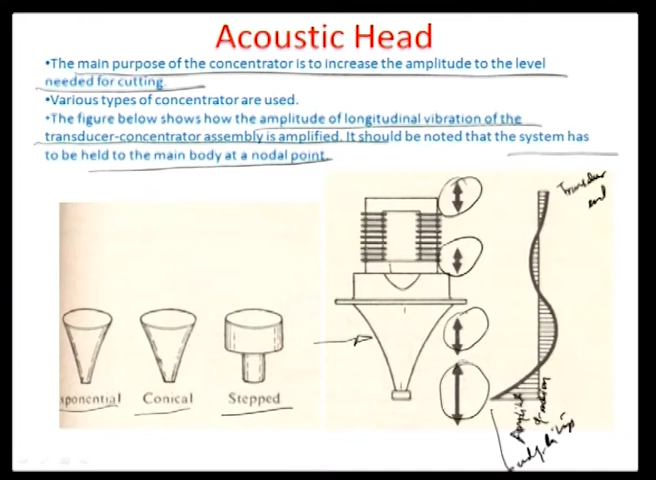 Acoustic Head
•The main purpose of the concentrator is to increase the amplitude to the level
needed for cutting.
•Various types of concentrator are used.
•The figure below shows how the amplitude of longitudinal vibration of the
transducer-concentrator assembly is amplified. It should be noted that the system has
to be held to the main body at a nodal point.
Transducer
end
xponential Conical Stepped